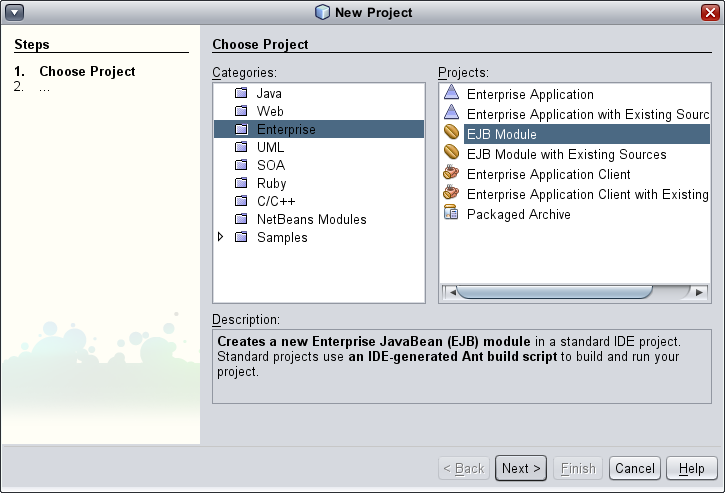 New Project
Steps
1. Choose Project
2. ...
Choose Project
Categories:
Java
Web
Enterprise
UML
SOA
Ruby
C/C++
NetBeans Modules
Samples
Projects:
Enterprise Application
Enterprise Application with Existing Sourc
EJB Module
EJB Module with Existing Sources
Enterprise Application Client
Enterprise Application Client with Existing
Packaged Archive
Description:
Creates a new Enterprise JavaBean (EJB) module in a standard IDE project.
Standard projects use an IDE-generated Ant build script to build and run your
project.
< Back
Next >
Finish
Cancel
Help